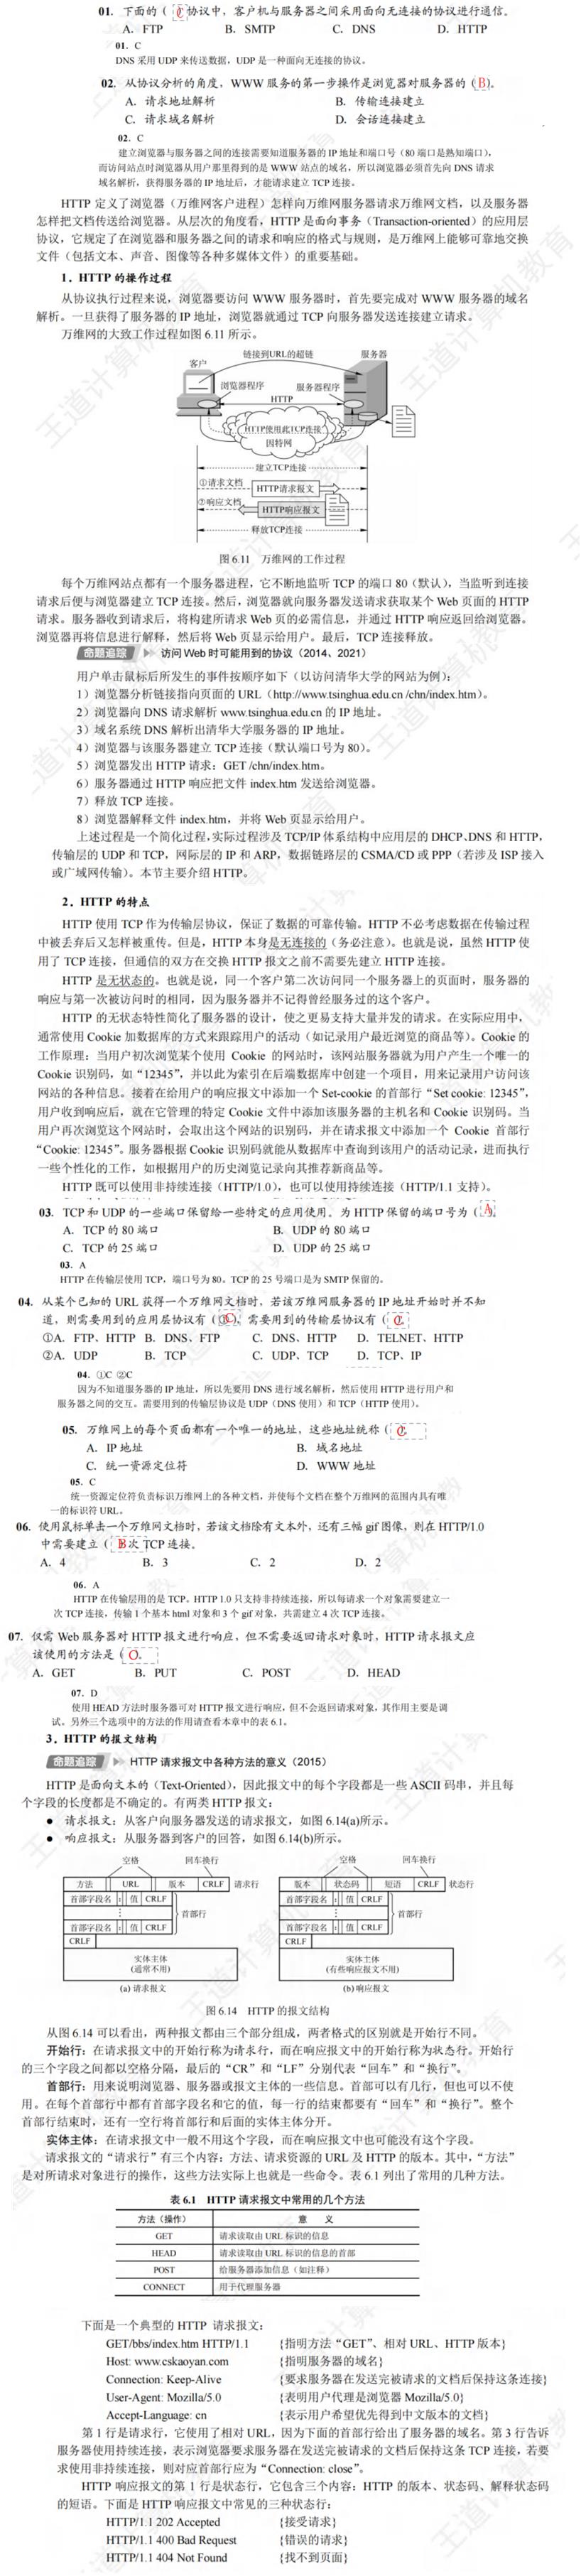 01. 下面的（C）协议中，客户机与服务器之间采用面向无连接的协议进行通信。
A. FTP B. SMTP C. DNS D. HTTP
01. C
DNS 采用 UDP 来传送数据，UDP 是一种面向无连接的协议。
02. 从协议分析的角度，WWW 服务的第一步操作是浏览器对服务器的（B）。
A. 请求地址解析 B. 传输连接建立
C. 请求域名解析 D. 会话连接建立
02. C
建立浏览器与服务器之间的连接需要知道服务器的 IP 地址和端口号（80 端口是熟知端口），
而访问站点时浏览器从用户那里得到的是 WWW 站点的域名，所以浏览器必须首先向 DNS 请求
域名解析，获得服务器的 IP 地址后，才能请求建立 TCP 连接。
HTTP 定义了浏览器（万维网客户进程）怎样向万维网服务器请求万维网文档，以及服务器
怎样把文档传送给浏览器。从层次的角度看，HTTP 是面向事务（Transaction-oriented）的应用层
协议，它规定了在浏览器和服务器之间的请求和响应的格式与规则，是万维网上能够可靠地交换
文件（包括文本、声音、图像等各种多媒体文件）的重要基础。
1. HTTP 的操作过程
从协议执行过程来说，浏览器要访问 WWW 服务器时，首先要完成对 WWW 服务器的域名
解析。一旦获得了服务器的 IP 地址，浏览器就通过 TCP 向服务器发送连接建立请求。
万维网的大致工作过程如图 6.11 所示。
链接到URL的超链
客户
服务器
浏览器程序
服务器程序
HTTP
HTTP使用此TCP连接
因特网
建立TCP连接
①请求文档
HTTP请求报文
②响应文档
HTTP响应报文
释放TCP连接
图 6.11 万维网的工作过程
每个万维网站点都有一个服务器进程，它不断地监听 TCP 的端口 80（默认），当监听到连接
请求后便与浏览器建立 TCP 连接。然后，浏览器就向服务器发送请求获取某个 Web 页面的 HTTP
请求。服务器收到请求后，将构建所请求 Web 页的必需信息，并通过 HTTP 响应返回给浏览器。
浏览器再将信息进行解释，然后将 Web 页显示给用户。最后，TCP 连接释放。
命题追踪 访问 Web 时可能用到的协议（2014、2021）
用户单击鼠标后所发生的事件按顺序如下（以访问清华大学的网站为例）：
1）浏览器分析链接指向页面的 URL（http://www.tsinghua.edu.cn /chn/index.htm）。
2）浏览器向 DNS 请求解析 www.tsinghua.edu.cn 的 IP 地址。
3）域名系统 DNS 解析出清华大学服务器的 IP 地址。
4）浏览器与该服务器建立 TCP 连接（默认端口号为 80）。
5）浏览器发出 HTTP 请求：GET /chn/index.htm。
6）服务器通过 HTTP 响应把文件 index.htm 发送给浏览器。
7）释放 TCP 连接。
8）浏览器解释文件 index.htm，并将 Web 页显示给用户。
上述过程是一个简化过程，实际过程涉及 TCP/IP 体系结构中应用层的 DHCP、DNS 和 HTTP，
传输层的 UDP 和 TCP，网际层的 IP 和 ARP，数据链路层的 CSMA/CD 或 PPP（若涉及 ISP 接入
或广域网传输）。本节主要介绍 HTTP。
2. HTTP 的特点
HTTP 使用 TCP 作为传输层协议，保证了数据的可靠传输。HTTP 不必考虑数据在传输过程
中被丢弃后又怎样被重传。但是，HTTP 本身是无连接的（务必注意）。也就是说，虽然 HTTP 使
用了 TCP 连接，但通信的双方在交换 HTTP 报文之前不需要先建立 HTTP 连接。
HTTP 是无状态的。也就是说，同一个客户第二次访问同一个服务器上的页面时，服务器的
响应与第一次被访问时的相同，因为服务器并不记得曾经服务过的这个客户。
HTTP 的无状态特性简化了服务器的设计，使之更易支持大量并发的请求。在实际应用中，
通常使用 Cookie 加数据库的方式来跟踪用户的活动（如记录用户最近浏览的商品等）。Cookie 的
工作原理：当用户初次浏览某个使用 Cookie 的网站时，该网站服务器就为用户产生一个唯一的
Cookie 识别码，如“12345”，并以此为索引在后端数据库中创建一个项目，用来记录用户访问该
网站的各种信息。接着在给用户的响应报文中添加一个 Set-cookie 的首部行“Set cookie: 12345”，
用户收到响应后，就在它管理的特定 Cookie 文件中添加该服务器的主机名和 Cookie 识别码。当
用户再次浏览这个网站时，会取出这个网站的识别码，并在请求报文中添加一个 Cookie 首部行
“Cookie: 12345”。服务器根据 Cookie 识别码就能从数据库中查询到该用户的活动记录，进而执行
一些个性化的工作，如根据用户的历史浏览记录向其推荐新商品等。
HTTP 既可以使用非持续连接（HTTP/1.0），也可以使用持续连接（HTTP/1.1 支持）。
03. TCP 和 UDP 的一些端口保留给一些特定的应用使用。为 HTTP 保留的端口号为（A）。
A. TCP 的 80 端口 B. UDP 的 80 端口
C. TCP 的 25 端口 D. UDP 的 25 端口
03. A
HTTP 在传输层使用 TCP，端口号为 80。TCP 的 25 号端口是为 SMTP 保留的。
04. 从某个已知的 URL 获得一个万维网文档时，若该万维网服务器的 IP 地址开始时并不知
道，则需要用到的应用层协议有（①C），需要用到的传输层协议有（C）。
①A. FTP、HTTP B. DNS、FTP C. DNS、HTTP D. TELNET、HTTP
②A. UDP B. TCP C. UDP、TCP D. TCP、IP
04. ①C ②C
因为不知道服务器的 IP 地址，所以先要用 DNS 进行域名解析，然后使用 HTTP 进行用户和
服务器之间的交互。需要用到的传输层协议是 UDP（DNS 使用）和 TCP（HTTP 使用）。
05. 万维网上的每个页面都有一个唯一的地址，这些地址统称（C
A. IP 地址 B. 域名地址
C. 统一资源定位符 D. WWW 地址
05. C
统一资源定位符负责标识万维网上的各种文档，并使每个文档在整个万维网的范围内具有唯
一的标识符 URL。
06. 使用鼠标单击一个万维网文档时，若该文档除有文本外，还有三幅 gif 图像，则在 HTTP/1.0
中需要建立（B）次 TCP 连接。
A. 4 B. 3 C. 2 D. 2
06. A
HTTP 在传输层用的是 TCP。HTTP 1.0 只支持非持续连接，所以每请求一个对象需要建立一
次 TCP 连接，传输 1 个基本 html 对象和 3 个 gif 对象，共需建立 4 次 TCP 连接。
07. 仅需 Web 服务器对 HTTP 报文进行响应，但不需要返回请求对象时，HTTP 请求报文应
该使用的方法是（
A. GET B. PUT C. POST D. HEAD
07. D
使用 HEAD 方法时服务器可对 HTTP 报文进行响应，但不会返回请求对象，其作用主要是调
试。另外三个选项中的方法的作用请查看本章中的表 6.1。
3. HTTP 的报文结构
命题追踪 HTTP 请求报文中各种方法的意义（2015）
HTTP 是面向文本的（Text-Oriented），因此报文中的每个字段都是一些 ASCII 码串，并且每
个字段的长度都是不确定的。有两类 HTTP 报文：
● 请求报文：从客户向服务器发送的请求报文，如图 6.14(a)所示。
● 响应报文：从服务器到客户的回答，如图 6.14(b)所示。
空格 回车换行 空格 回车换行
方法 URL 版本 CRLF 请求行 版本 状态码 短语 CRLF 状态行
首部字段名 : 值 CRLF 首部字段名 : 值 CRLF
⋮ 首部行 ⋮ 首部行
首部字段名 : 值 CRLF 首部字段名 : 值 CRLF
CRLF CRLF
实体主体 实体主体
(通常不用) (有些响应报文不用)
(a) 请求报文 (b) 响应报文
图 6.14 HTTP 的报文结构
从图 6.14 可以看出，两种报文都由三个部分组成，两者格式的区别就是开始行不同。
开始行：在请求报文中的开始行称为请求行，而在响应报文中的开始行称为状态行。开始行
的三个字段之间都以空格分隔，最后的“CR”和“LF”分别代表“回车”和“换行”。
首部行：用来说明浏览器、服务器或报文主体的一些信息。首部可以有几行，但也可以不使
用。在每个首部行中都有首部字段名和它的值，每一行的结束都要有“回车”和“换行”。整个
首部行结束时，还有一空行将首部行和后面的实体主体分开。
实体主体：在请求报文中一般不用这个字段，而在响应报文中也可能没有这个字段。
请求报文的“请求行”有三个内容：方法、请求资源的 URL 及 HTTP 的版本。其中，“方法”
是对所请求对象进行的操作，这些方法实际上也就是一些命令。表 6.1 列出了常用的几种方法。
表 6.1 HTTP 请求报文中常用的几个方法
方法（操作） 意 义
GET 请求读取由 URL 标识的信息
HEAD 请求读取由 URL 标识的信息的首部
POST 给服务器添加信息（如注释）
CONNECT 用于代理服务器
下面是一个典型的 HTTP 请求报文：
GET/bbs/index.htm HTTP/1.1 {指明方法“GET”、相对 URL、HTTP 版本}
Host: www.cskaoyan.com {指明服务器的域名}
Connection: Keep-Alive {要求服务器在发送完被请求的文档后保持这条连接}
User-Agent: Mozilla/5.0 {表明用户代理是浏览器 Mozilla/5.0}
Accept-Language: cn {表示用户希望优先得到中文版本的文档}
第 1 行是请求行，它使用了相对 URL，因为下面的首部行给出了服务器的域名。第 3 行告诉
服务器使用持续连接，表示浏览器要求服务器在发送完被请求的文档后保持这条 TCP 连接，若要
求使用非持续连接，则对应首部行应为“Connection: close”。
HTTP 响应报文的第 1 行是状态行，它包含三个内容：HTTP 的版本、状态码、解释状态码
的短语。下面是 HTTP 响应报文中常见的三种状态行：
HTTP/1.1 202 Accepted {接受请求}
HTTP/1.1 400 Bad Request {错误的请求}
HTTP/1.1 404 Not Found {找不到页面}